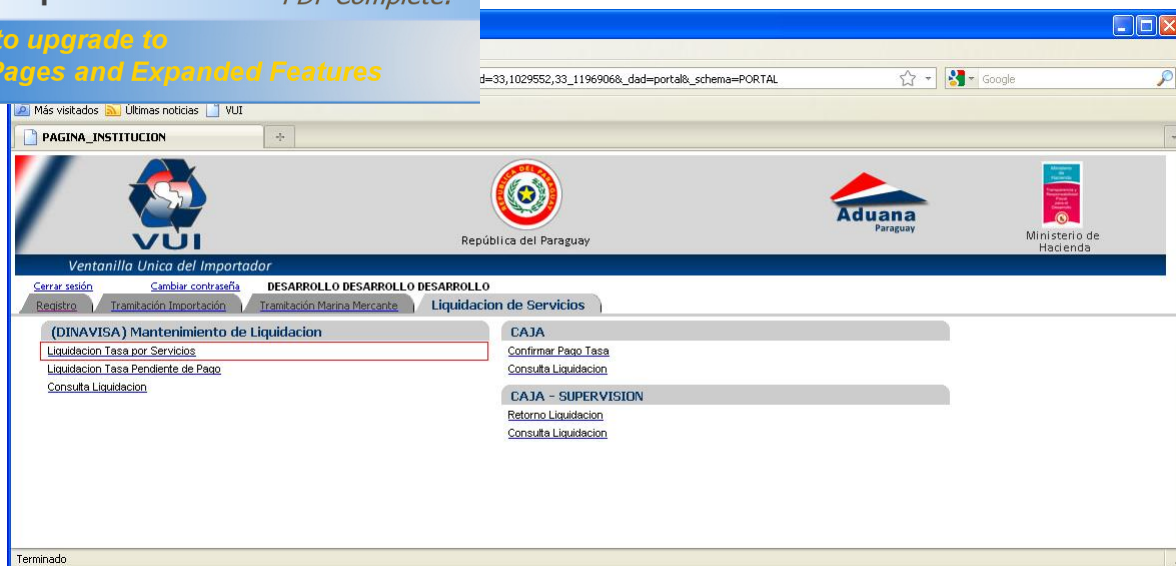 PDF Complete.
to upgrade to
Pages and Expanded Features
d=33,1029552,33_1196906&_dad=portal&_schema=PORTAL
Google
Más visitados Últimas noticias VUI
PAGINA_INSTITUCION
VUI
República del Paraguay
Aduana
Paraguay
Ministerio de
Hacienda
Ventanilla Unica del Importador
Cerrar sesión Cambiar contraseña DESARROLLO DESARROLLO DESARROLLO
Registro Tramitación Importación Tramitación Marina Mercante Liquidacion de Servicios
(DINAVISA) Mantenimiento de Liquidacion
Liquidacion Tasa por Servicios
Liquidacion Tasa Pendiente de Pago
Consulta Liquidacion
CAJA
Confirmar Pago Tasa
Consulta Liquidacion
CAJA - SUPERVISION
Retorno Liquidacion
Consulta Liquidacion
Terminado